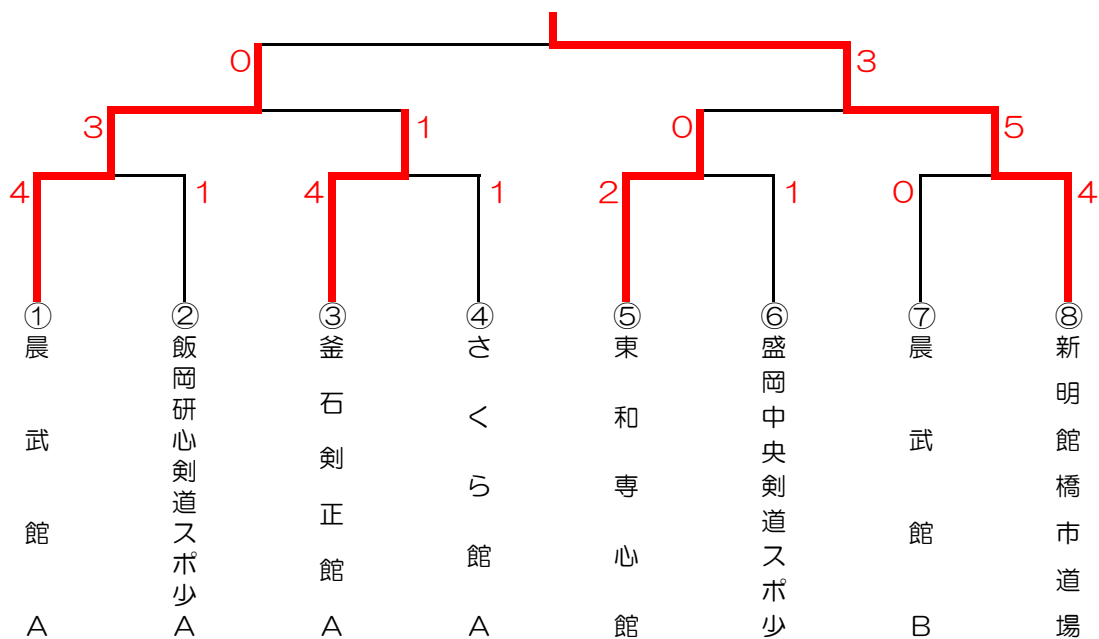 0 3
3 1 0 5
4 1 4 1 2 1 0 4
① ② ③ ④ ⑤ ⑥ ⑦ ⑧
晨武館A
飯岡研心剣道スポ少A
釜石剣正館A
さくら館A
東和専心館
盛岡中央剣道スポ少
晨武館B
新明館橋市道場